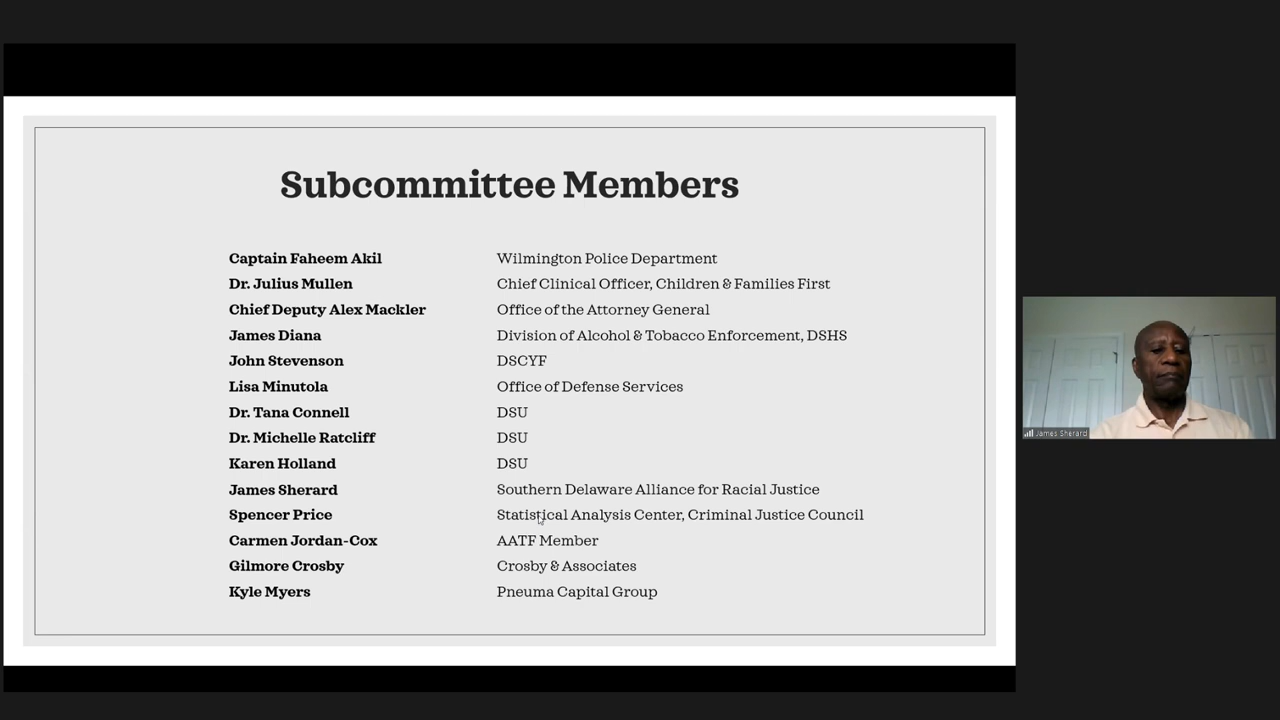 Subcommittee Members
Captain Faheem Akil Wilmington Police Department
Dr. Julius Mullen Chief Clinical Officer, Children & Families First
Chief Deputy Alex Mackler Office of the Attorney General
James Diana Division of Alcohol & Tobacco Enforcement, DSHS
John Stevenson DSCYF
Lisa Minutola Office of Defense Services
Dr. Tana Connell DSU
Dr. Michelle Ratcliff DSU
Karen Holland DSU
James Sherard Southern Delaware Alliance for Racial Justice
Spencer Price Statistical Analysis Center, Criminal Justice Council
Carmen Jordan-Cox AATF Member
Gilmore Crosby Crosby & Associates
Kyle Myers Pneuma Capital Group
James Sherard